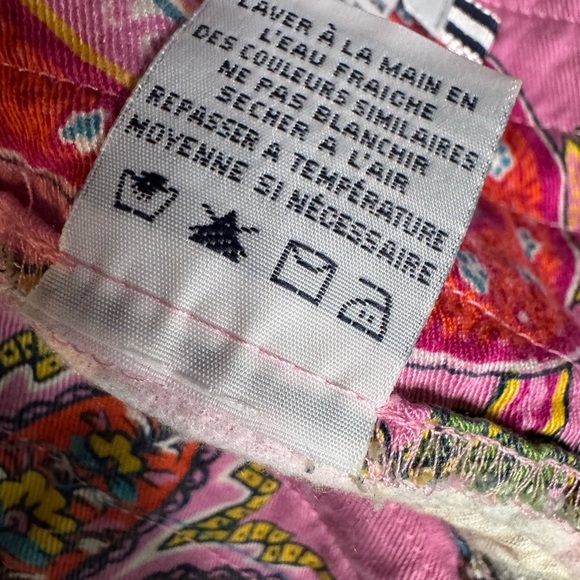 LAVER À LA MAIN EN
L'EAU FRAICHE
DES COULEURS SIMILAIRES
NE PAS BLANCHIR
SECHER A L'AIR
REPASSER A TEMPÉRATURE
MOYENNE SI NÉCESSAIRE